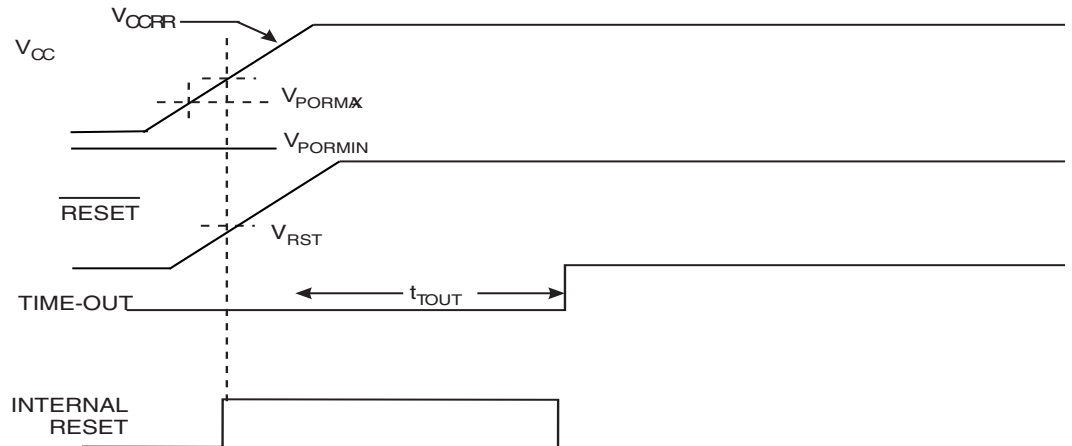 VCCRR
VCC
VPORMAX
VPORMIN
RESET
VRST
tTOUT
TIME-OUT
INTERNAL
RESET